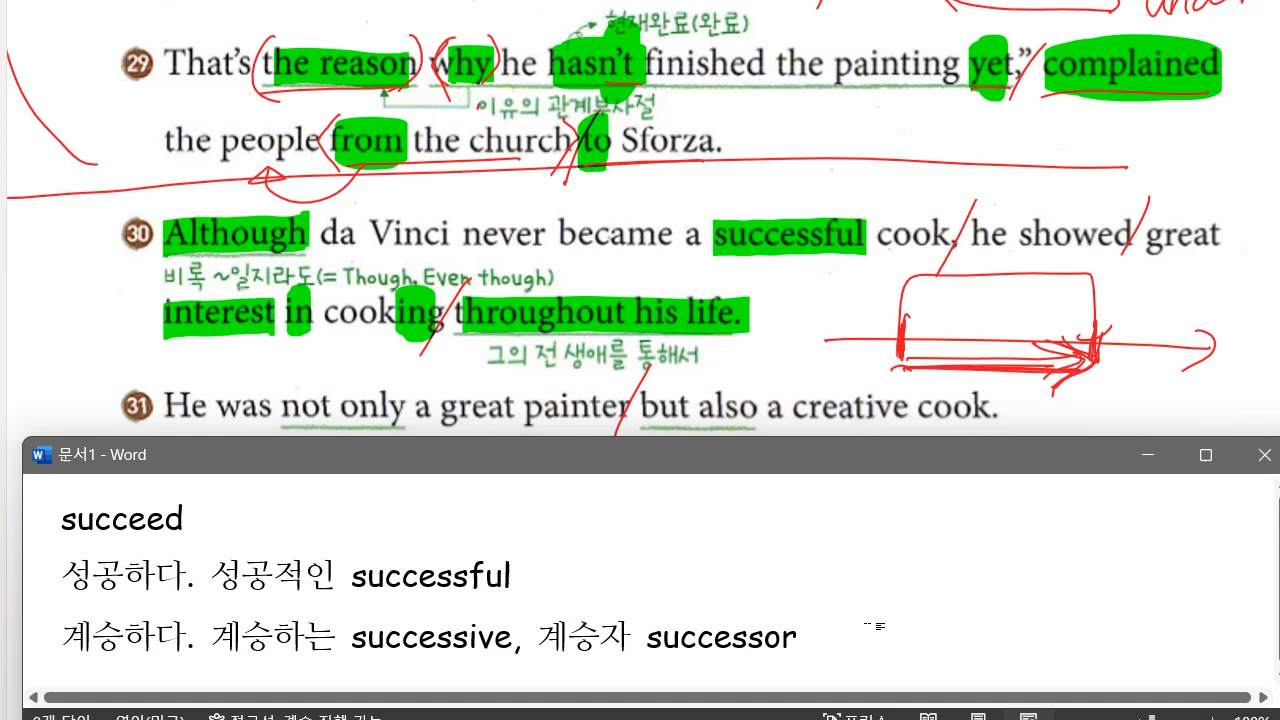 현재완료(완료)
29 That's the reason why he hasn't finished the painting yet," complained
이유의 관계부사절
the people from the church to Sforza.
30 Although da Vinci never became a successful cook, he showed great
비록 ~일지라도(= Though, Even though)
interest in cooking throughout his life.
그의 전 생애를 통해서
31 He was not only a great painter but also a creative cook.
문서1 - Word
succeed
성공하다. 성공적인 successful
계승하다. 계승하는 successive, 계승자 successor